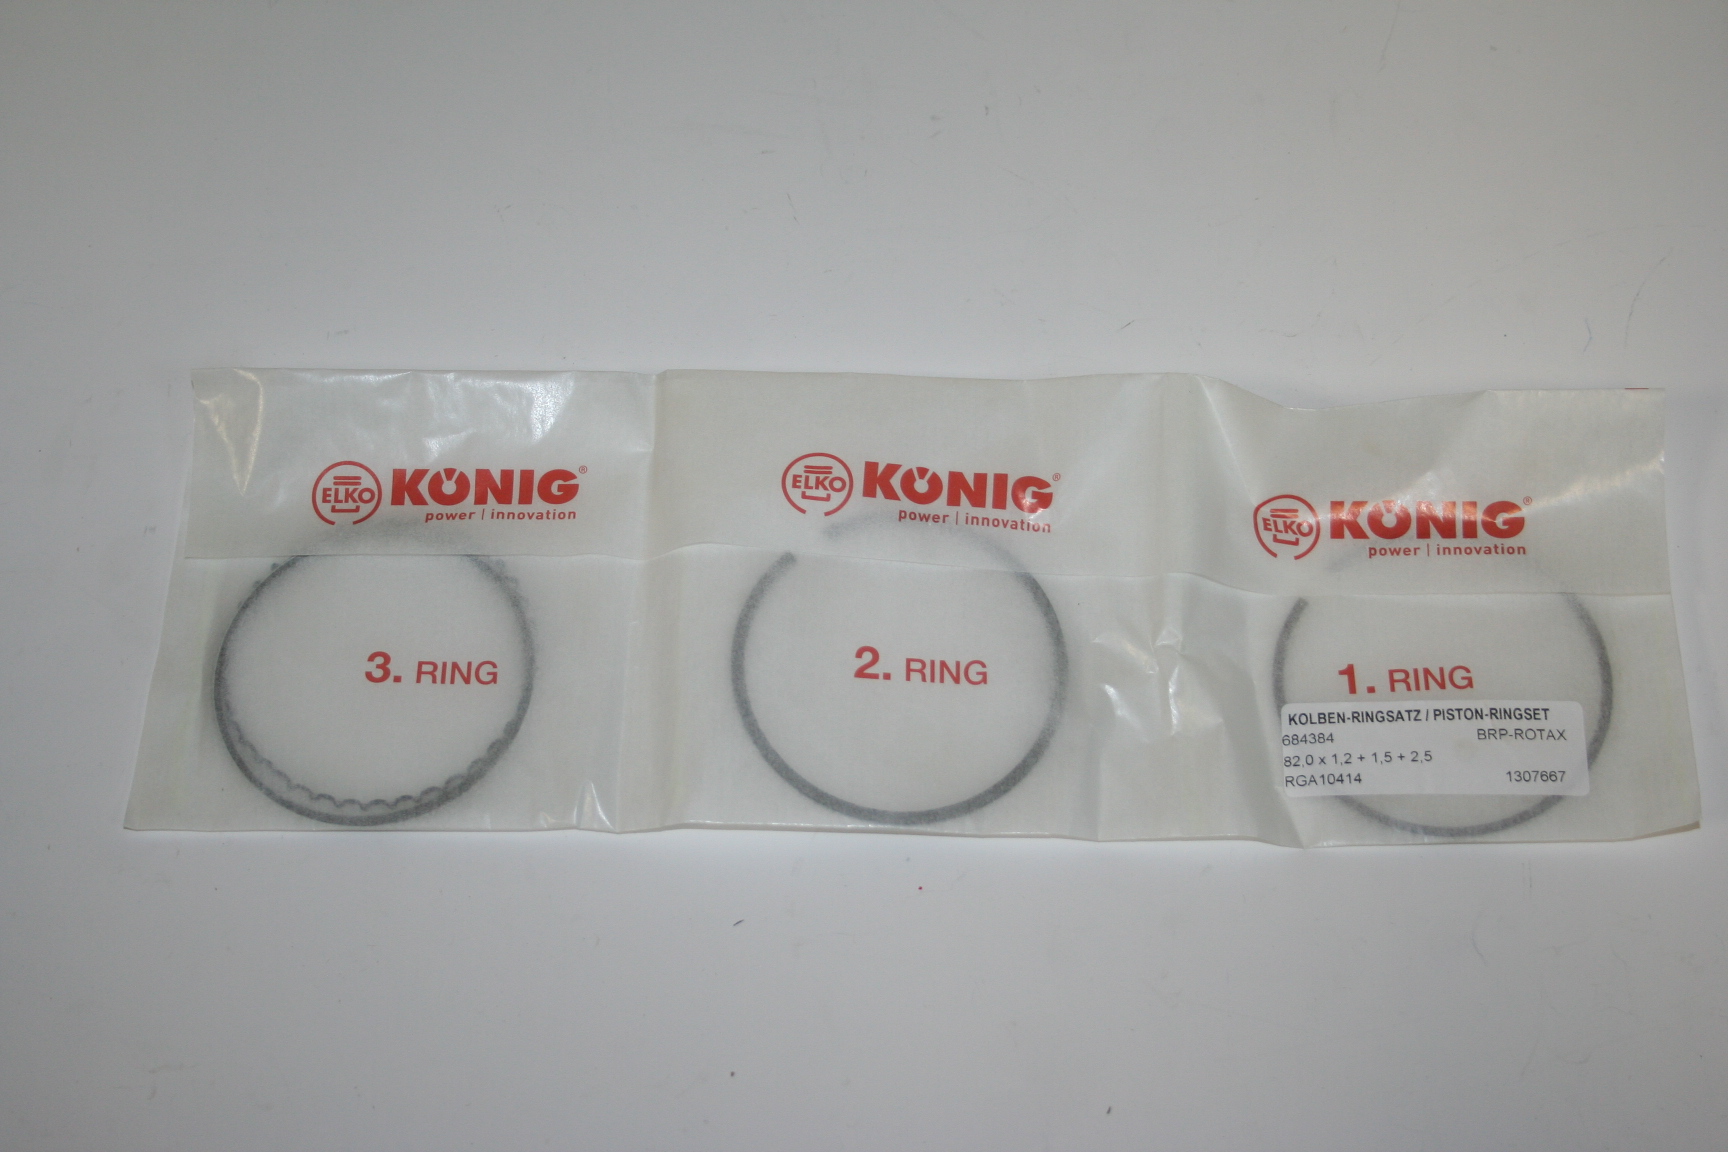 ELKO KÖNIG®
power | innovation
3. RING
ELKO KÖNIG®
power | innovation
2. RING
ELKO KÖNIG®
power | innovation
1. RING
KOLBEN-RINGSATZ / PISTON-RINGSET
684384 BRP-ROTAX
82,0 x 1,2 + 1,5 + 2,5
RGA10414 1307667